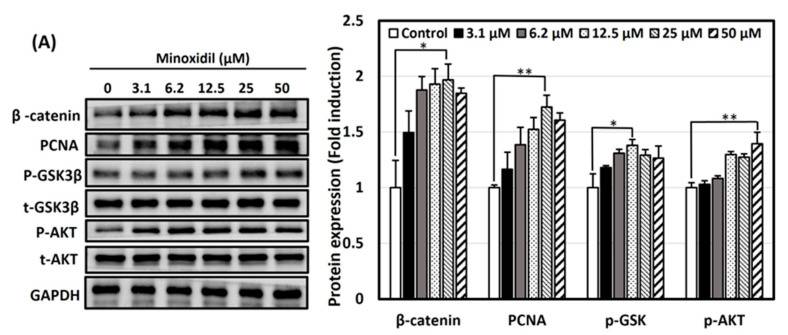 (A)
Minoxidil (μM)
0 3.1 6.2 12.5 25 50
β -catenin
PCNA
P-GSK3β
t-GSK3β
P-AKT
t-AKT
GAPDH
Protein expression (Fold induction)
2.5
2
1.5
1
0.5
0
Control 3.1 μM 6.2 μM 12.5 μM 25 μM 50 μM
* ** * **
β-catenin PCNA p-GSK p-AKT